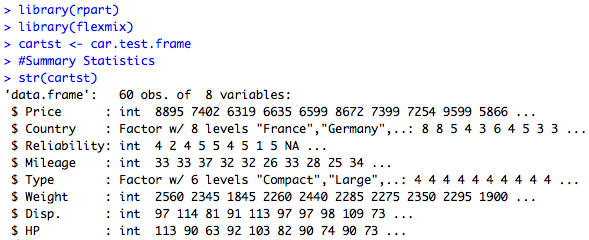 > library(rpart)
> library(flexmix)
> cartst <- car.test.frame
> #Summary Statistics
> str(cartst)
'data.frame':   60 obs. of  8 variables:
 $ Price      : int  8895 7402 6319 6635 6599 8672 7399 7254 9599 5866 ...
 $ Country    : Factor w/ 8 levels "France","Germany",..: 8 8 5 4 3 6 4 5 3 3 ...
 $ Reliability: int  4 2 4 5 5 4 5 1 5 NA ...
 $ Mileage    : int  33 33 37 32 32 26 33 28 25 34 ...
 $ Type       : Factor w/ 6 levels "Compact","Large",..: 4 4 4 4 4 4 4 4 4 4 ...
 $ Weight     : int  2560 2345 1845 2260 2440 2285 2275 2350 2295 1900 ...
 $ Disp.      : int  97 114 81 91 113 97 97 98 109 73 ...
 $ HP         : int  113 90 63 92 103 82 90 74 90 73 ...